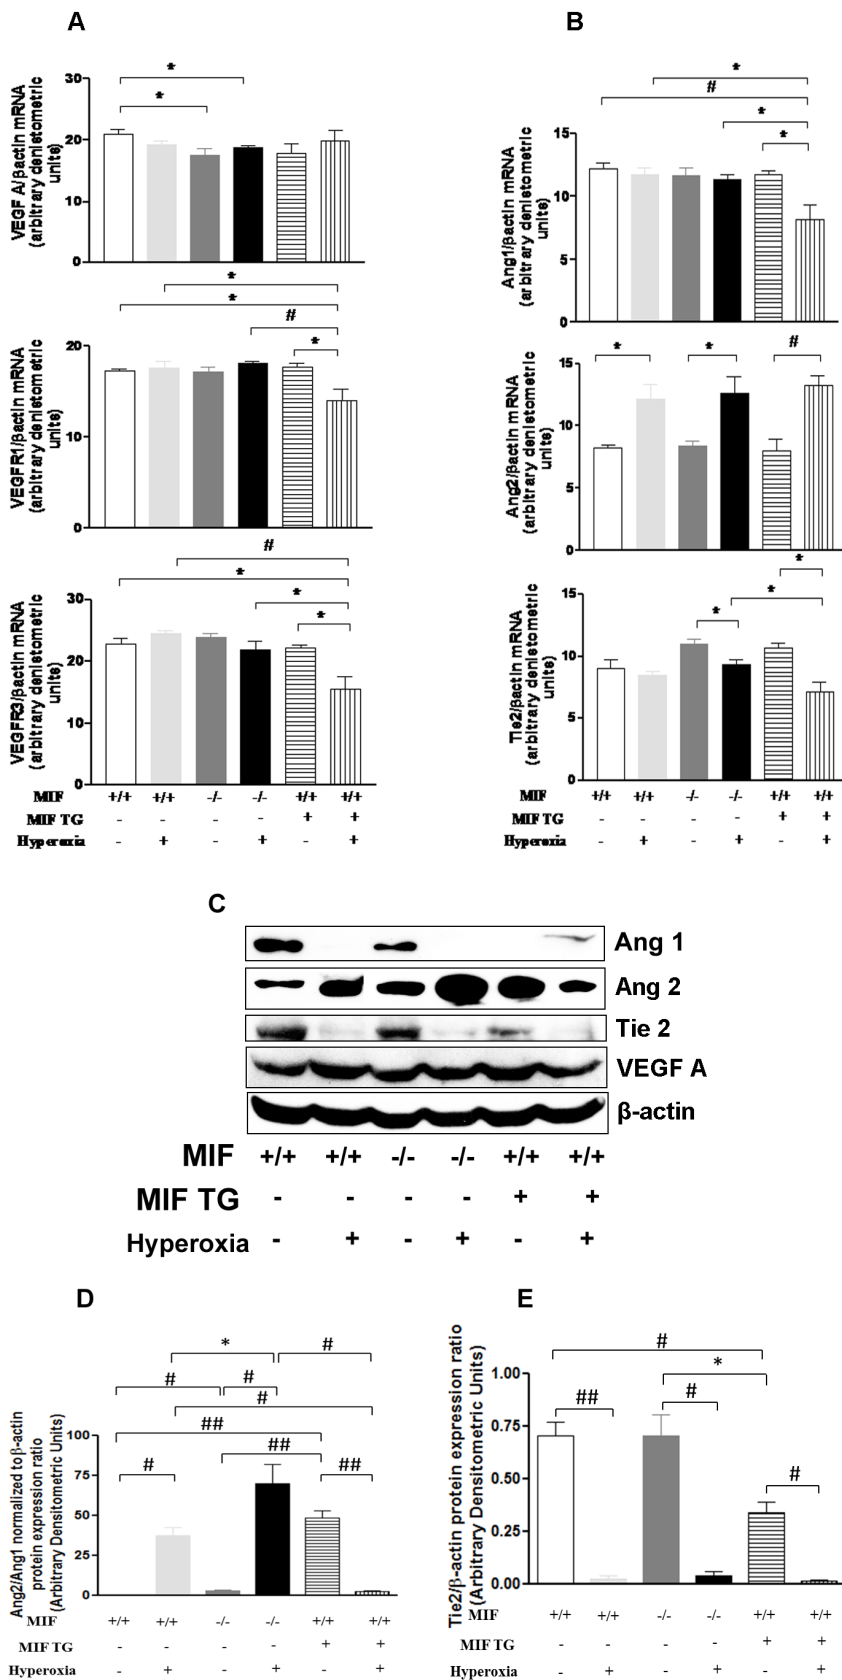 A
VEGF A/βactin mRNA
(arbitrary denistometric
units)
30
20
10
0
*
*
VEGFR1/βactin mRNA
(arbitrary denistometric
units)
20
10
0
*
*
#
*
VEGFR3/βactin mRNA
(arbitrary denistometric
units)
30
20
10
0
#
*
*
*
MIF +/+ +/+ -/- -/- +/+ +/+
MIF TG - - - - + +
Hyperoxia - + - + - +
B
Ang1/βactin mRNA
(arbitrary denistometric
units)
15
10
5
0
*
#
*
*
Ang2/βactin mRNA
(arbitrary denistometric
units)
15
10
5
0
*
*
#
Tie2/βactin mRNA
(arbitrary denistometric
units)
15
10
5
0
*
*
*
MIF +/+ +/+ -/- -/- +/+ +/+
MIF TG - - - - + +
Hyperoxia - + - + - +
C
Ang 1
Ang 2
Tie 2
VEGF A
β-actin
MIF +/+ +/+ -/- -/- +/+ +/+
MIF TG - - - - + +
Hyperoxia - + - + - +
D
Ang2/Ang1 normalized to β-actin
protein expression ratio
(Arbitrary Densitometric Units)
100
75
50
25
0
*
#
#
#
#
##
##
#
##
MIF +/+ +/+ -/- -/- +/+ +/+
MIF TG - - - - + +
Hyperoxia - + - + - +
E
Tie2/β-actin protein expression ratio
(Arbitrary Densitometric Units)
1.00
0.75
0.50
0.25
0.00
#
*
##
#
#
MIF +/+ +/+ -/- -/- +/+ +/+
MIF TG - - - - + +
Hyperoxia - + - + - +